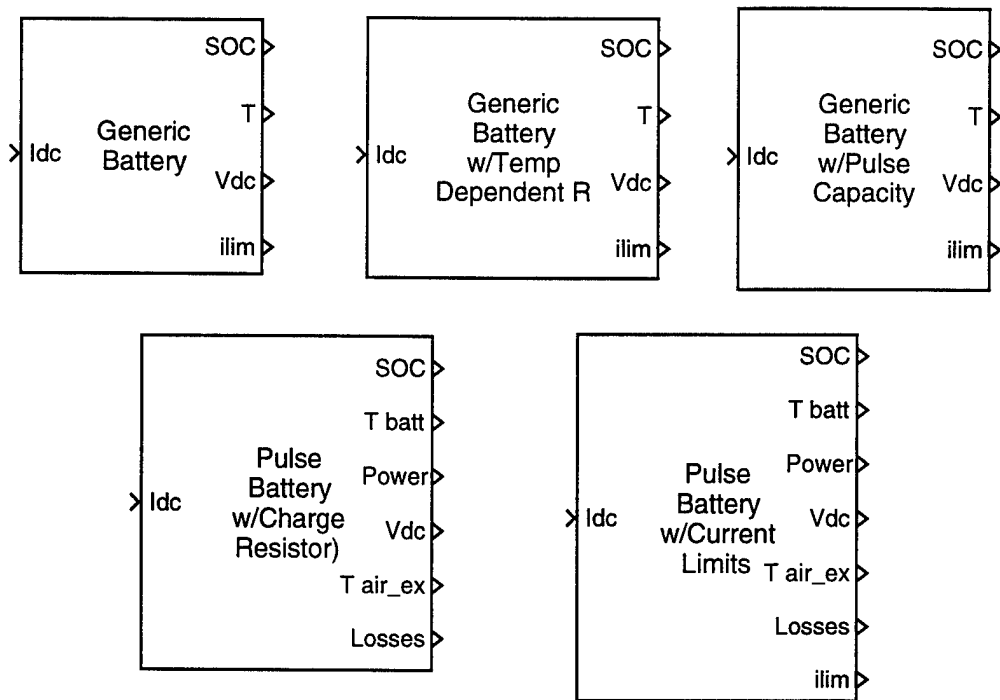 SOC
T
Idc
Generic
Battery
Vdc
ilim
SOC
T
Idc
Generic
Battery
w/Temp
Dependent R
Vdc
ilim
SOC
T
Idc
Generic
Battery
w/Pulse
Capacity
Vdc
ilim
SOC
T batt
Power
Idc
Pulse
Battery
w/Charge
Resistor)
Vdc
T air_ex
Losses
SOC
T batt
Power
Idc
Pulse
Battery
w/Current
Limits
Vdc
T air_ex
Losses
ilim